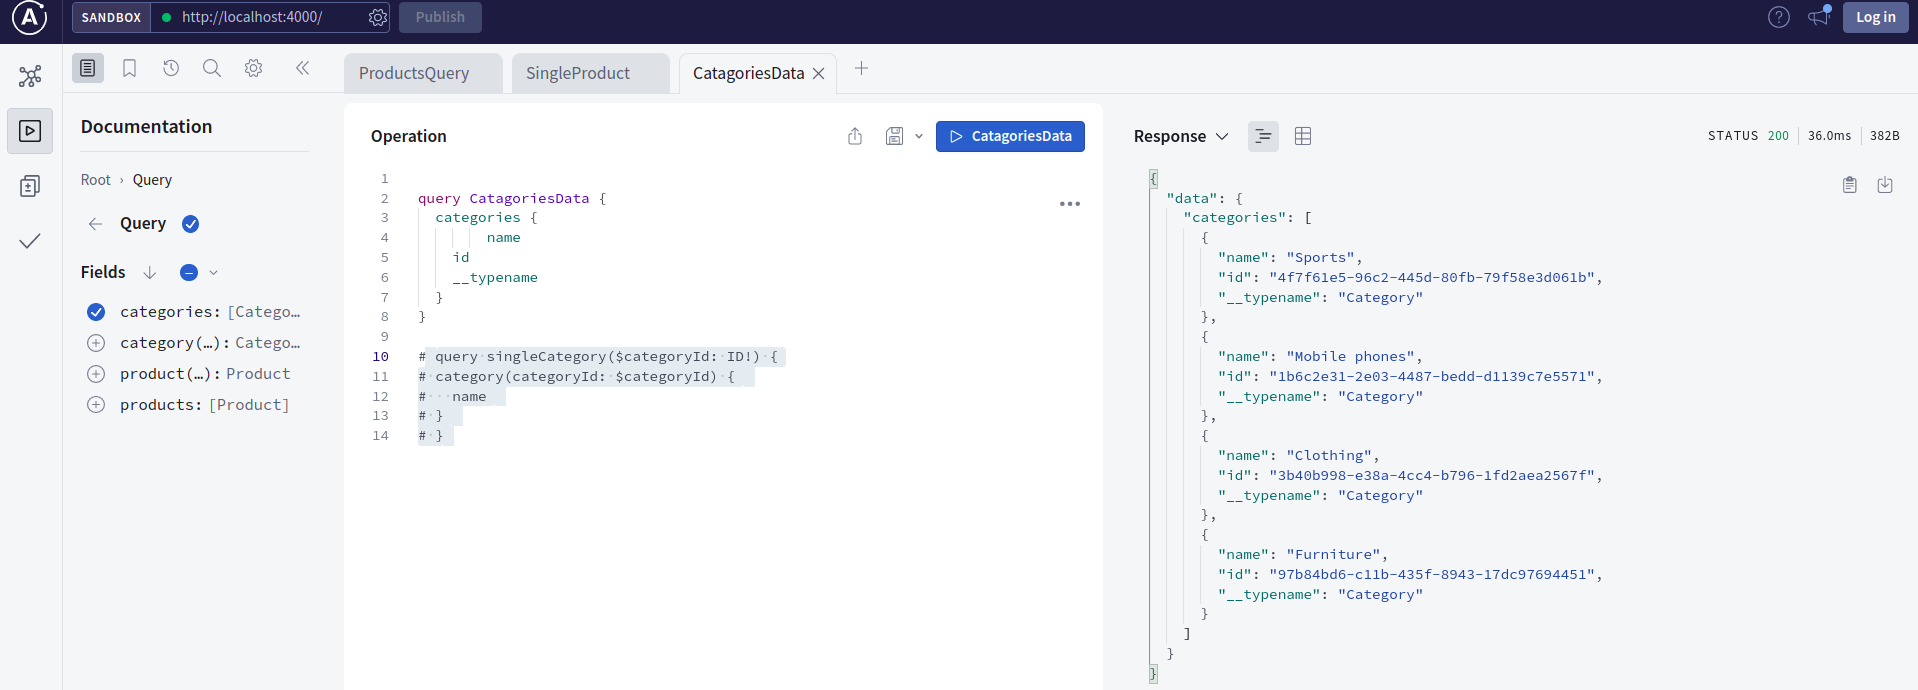 SANDBOX http://localhost:4000/ Publish Log in
ProductsQuery SingleProduct CatagoriesData
Documentation
Root › Query
Query
Fields
categories: [Catego…
category(…): Catego…
product(…): Product
products: [Product]
Operation CatagoriesData
1
2 query CatagoriesData {
3 categories {
4 name
5 id
6 __typename
7 }
8 }
9
10 # query singleCategory($categoryId: ID!) {
11 # category(categoryId: $categoryId) {
12 # name
13 # }
14 # }
Response STATUS 200 36.0ms 382B
{
"data": {
"categories": [
{
"name": "Sports",
"id": "4f7f61e5-96c2-445d-80fb-79f58e3d061b",
"__typename": "Category"
},
{
"name": "Mobile phones",
"id": "1b6c2e31-2e03-4487-bedd-d1139c7e5571",
"__typename": "Category"
},
{
"name": "Clothing",
"id": "3b40b998-e38a-4cc4-b796-1fd2aea2567f",
"__typename": "Category"
},
{
"name": "Furniture",
"id": "97b84bd6-c11b-435f-8943-17dc97694451",
"__typename": "Category"
}
]
}
}